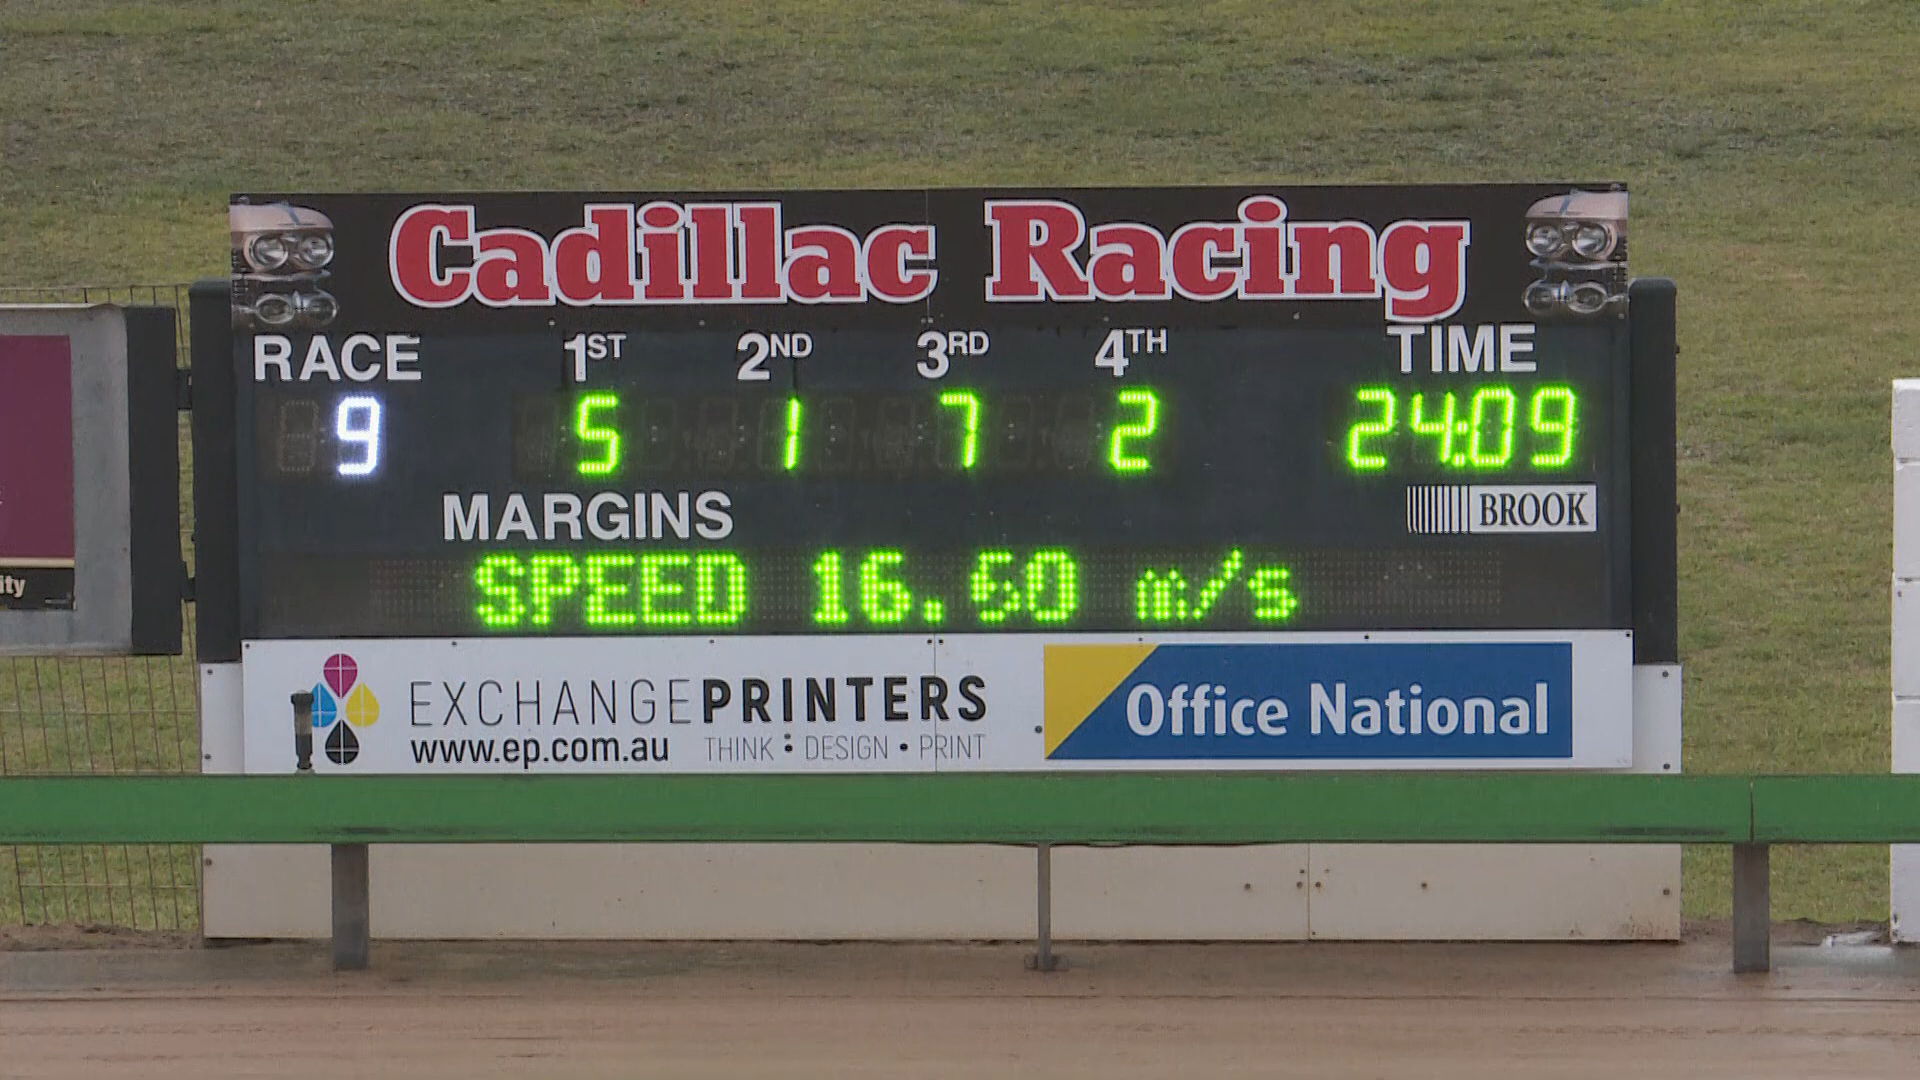 Cadillac Racing
RACE 1ST 2ND 3RD 4TH TIME
9 5 1 7 2 24:09
MARGINS BROOK
SPEED 16.60 m/s
EXCHANGEPRINTERS
www.ep.com.au THINK • DESIGN • PRINT
Office National
ity